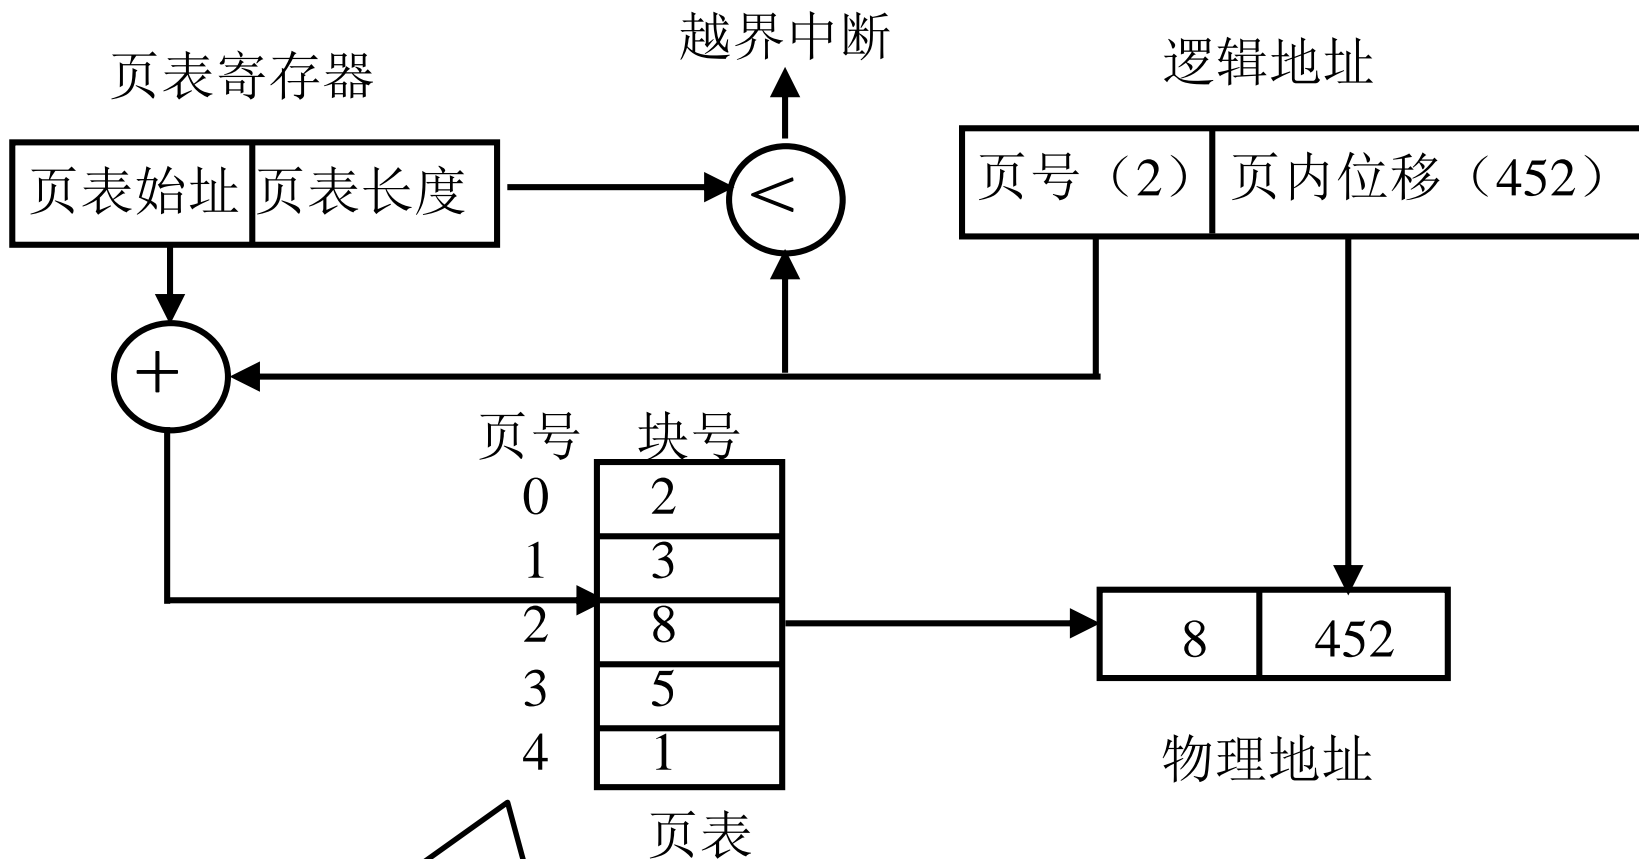 越界中断
页表寄存器
逻辑地址
页表始址 页表长度
<
页号（2） 页内位移（452）
+
页号 块号
0 2
1 3
2 8
3 5
4 1
8 452
物理地址
页表